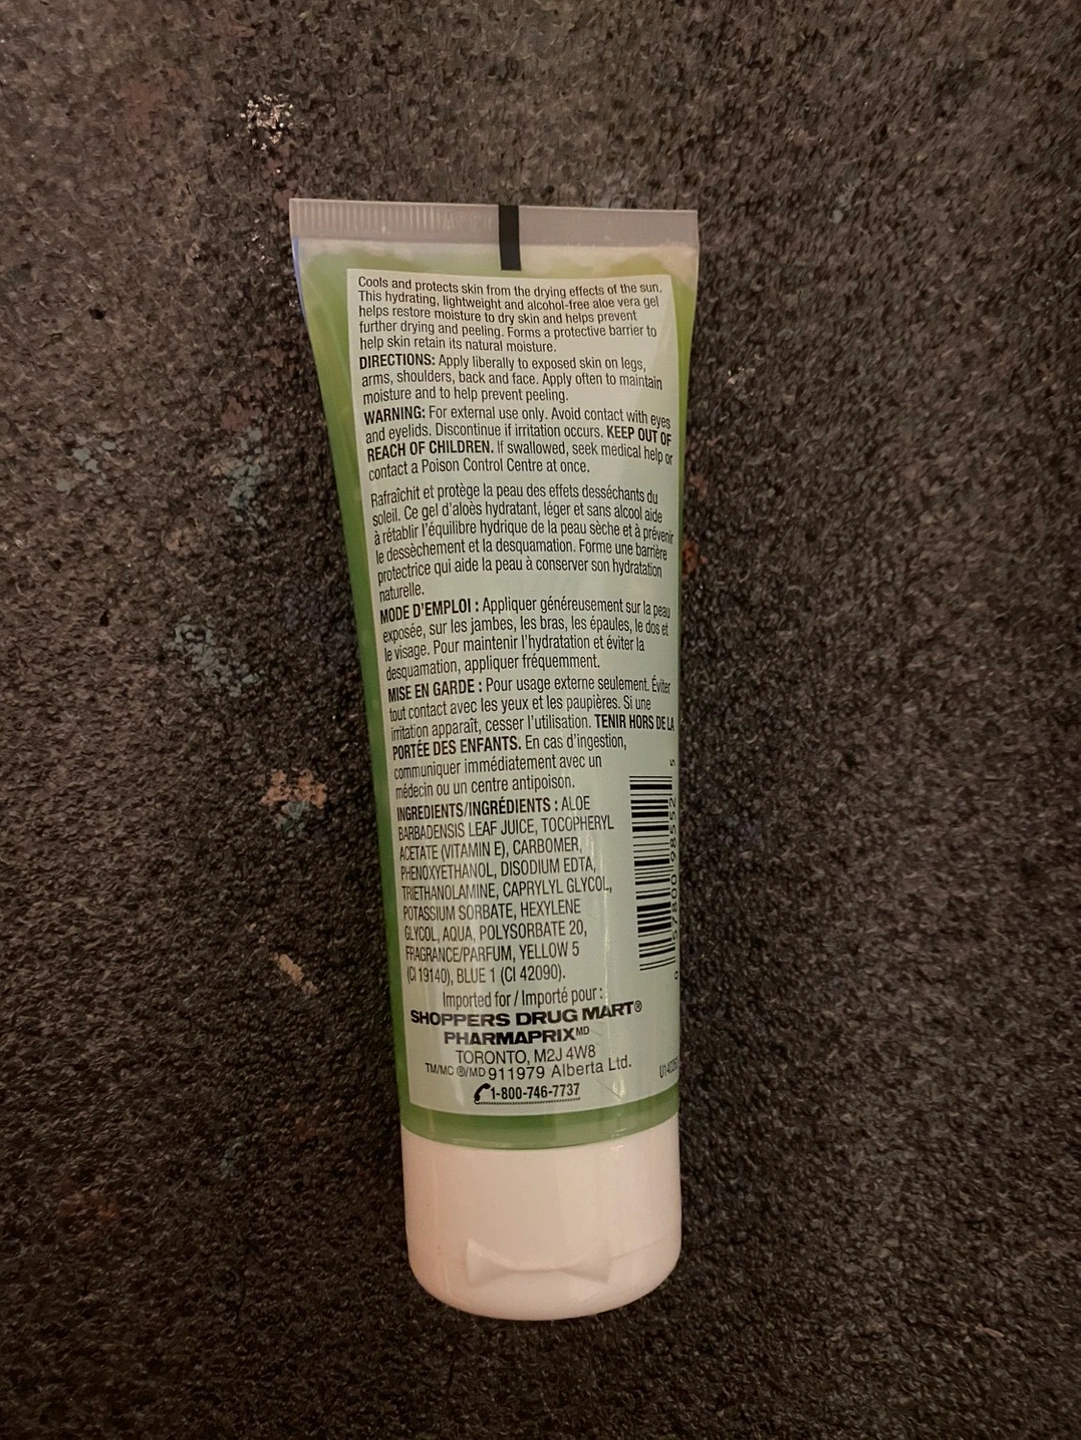 Cools and protects skin from the drying effects of the sun.
This hydrating, lightweight and alcohol-free aloe vera gel
helps restore moisture to dry skin and helps prevent
further drying and peeling. Forms a protective barrier to
help skin retain its natural moisture.
DIRECTIONS: Apply liberally to exposed skin on legs,
arms, shoulders, back and face. Apply often to maintain
moisture and to help prevent peeling.
WARNING: For external use only. Avoid contact with eyes
and eyelids. Discontinue if irritation occurs. KEEP OUT OF
REACH OF CHILDREN. If swallowed, seek medical help or
contact a Poison Control Centre at once.
Rafraîchit et protège la peau des effets desséchants du
soleil. Ce gel d'aloès hydratant, léger et sans alcool aide
à rétablir l'équilibre hydrique de la peau sèche et à prévenir
le dessèchement et la desquamation. Forme une barrière
protectrice qui aide la peau à conserver son hydratation
naturelle.
MODE D'EMPLOI : Appliquer généreusement sur la peau
exposée, sur les jambes, les bras, les épaules, le dos et
le visage. Pour maintenir l'hydratation et éviter la
desquamation, appliquer fréquemment.
MISE EN GARDE : Pour usage externe seulement. Éviter
tout contact avec les yeux et les paupières. Si une
irritation apparaît, cesser l'utilisation. TENIR HORS DE LA
PORTÉE DES ENFANTS. En cas d'ingestion,
communiquer immédiatement avec un
médecin ou un centre antipoison.
INGREDIENTS/INGRÉDIENTS : ALOE
BARBADENSIS LEAF JUICE, TOCOPHERYL
ACETATE (VITAMIN E), CARBOMER,
PHENOXYETHANOL, DISODIUM EDTA,
TRIETHANOLAMINE, CAPRYLYL GLYCOL,
POTASSIUM SORBATE, HEXYLENE
GLYCOL, AQUA, POLYSORBATE 20,
FRAGRANCE/PARFUM, YELLOW 5
(CI 19140), BLUE 1 (CI 42090).
Imported for / Importé pour :
SHOPPERS DRUG MART®
PHARMAPRIX MD
TORONTO, M2J 4W8
TM/MC ®/MD 911979 Alberta Ltd.
1-800-746-7737
0 57800 98552 5